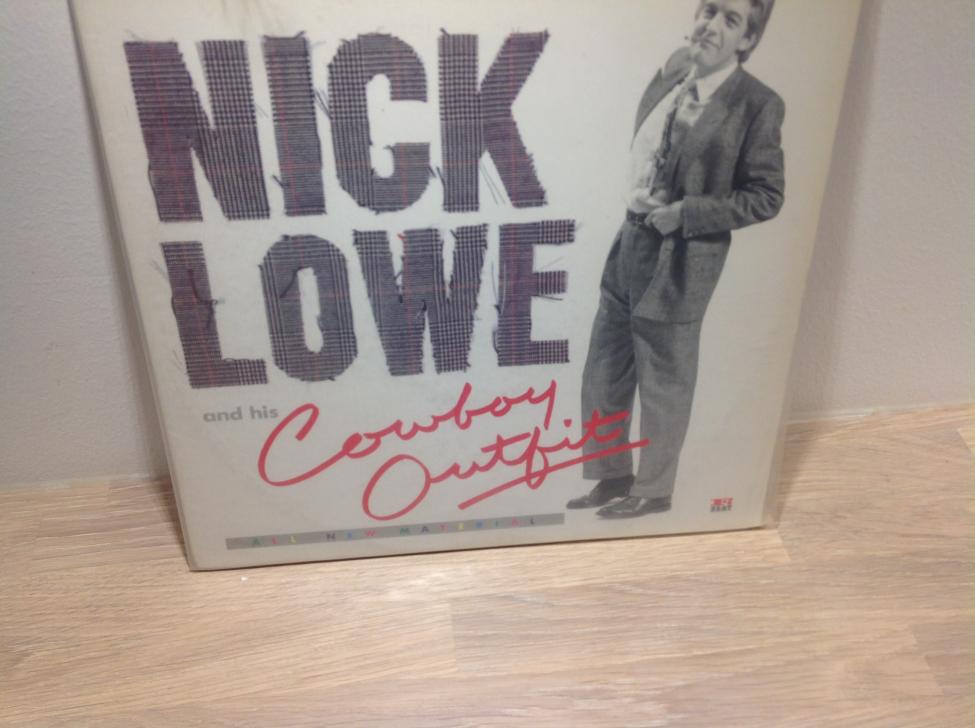 NICK
LOWE
and his
Cowboy
Outfit
ALL NEW MATERIAL